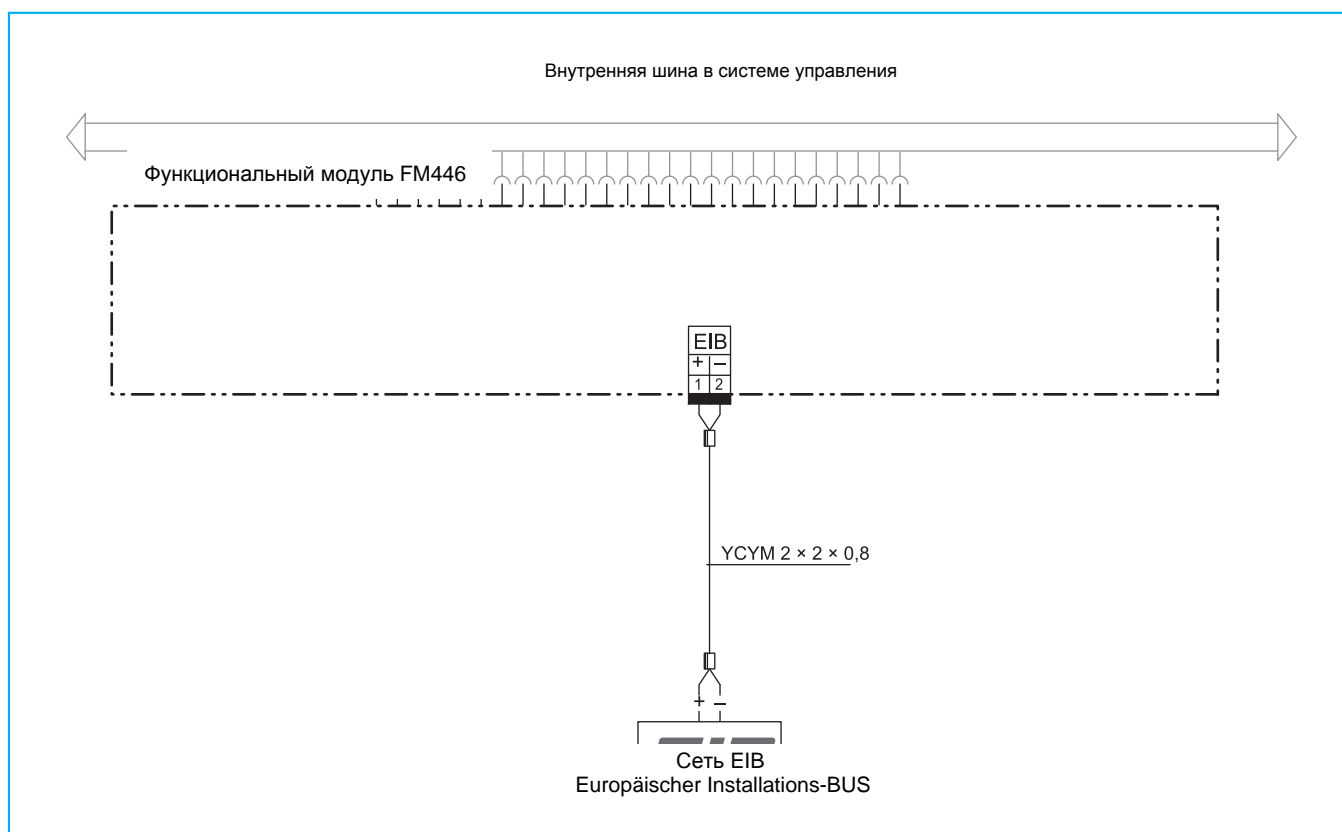 Внутренняя шина в системе управления
Функциональный модуль FM446
EIB
+ −
1 2
YCYM 2 × 2 × 0,8
+ −
Сеть EIB
Europäischer Installations-BUS